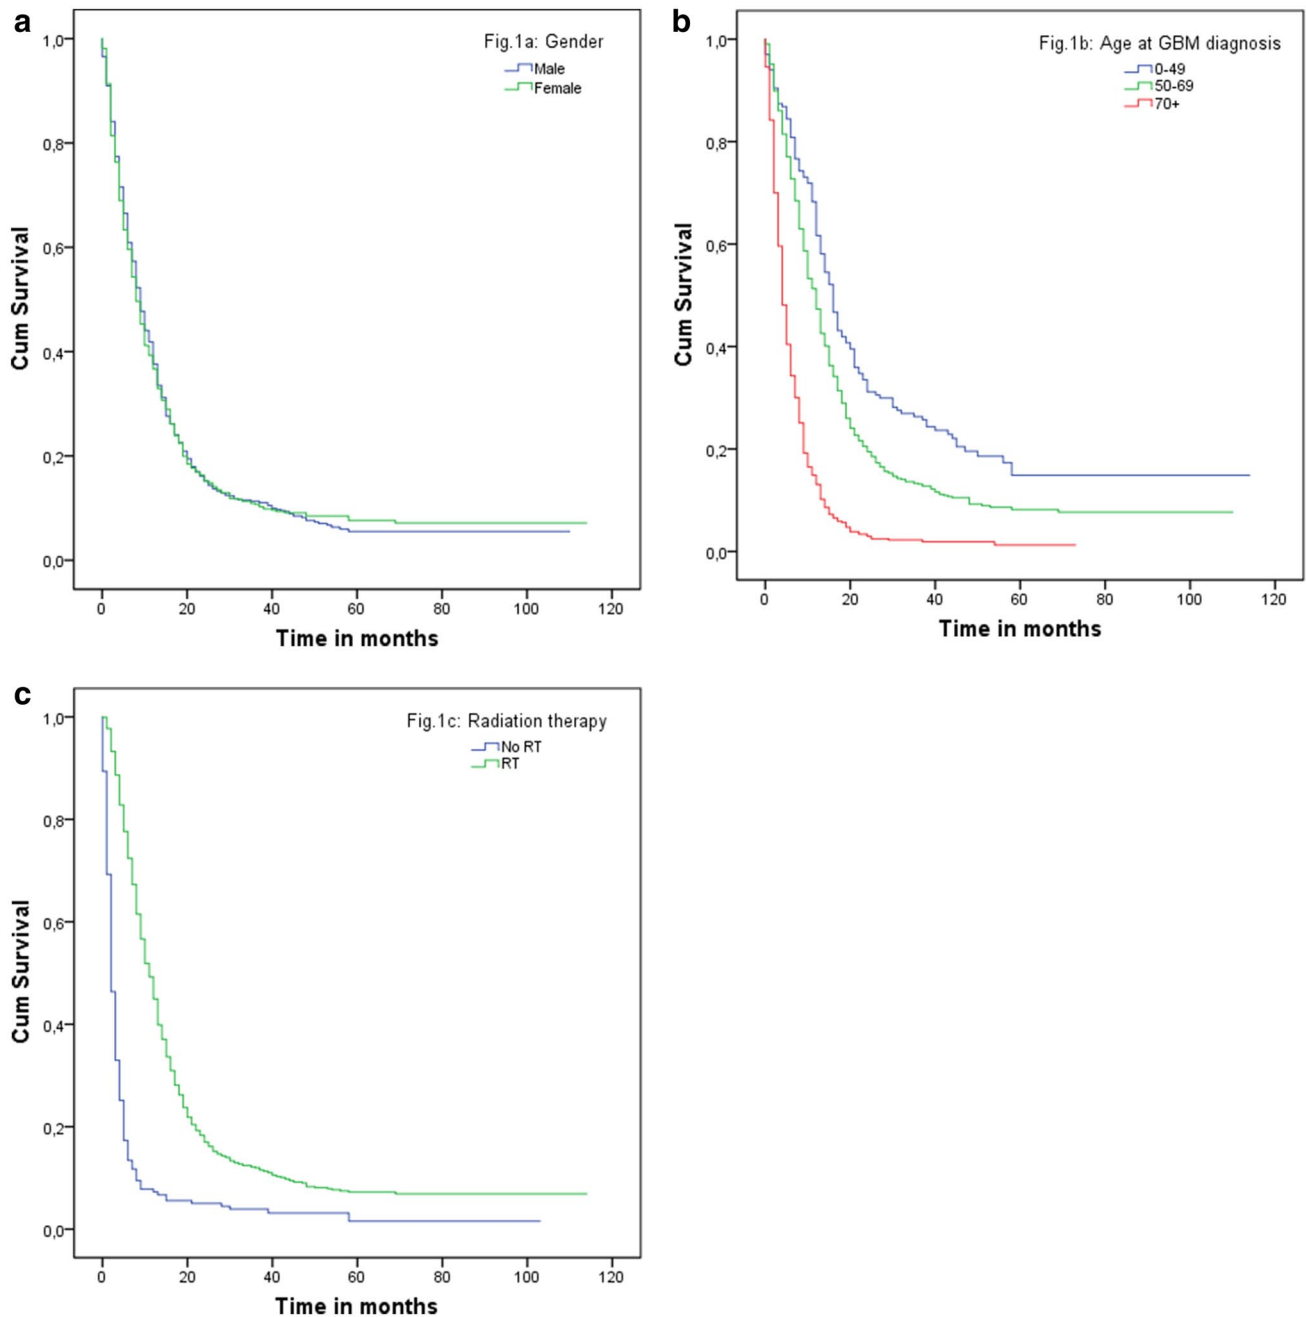 a
Fig.1a: Gender
Male
Female
1,0
0,8
0,6
0,4
0,2
0,0
Cum Survival
0 20 40 60 80 100 120
Time in months
b
Fig.1b: Age at GBM diagnosis
0-49
50-69
70+
1,0
0,8
0,6
0,4
0,2
0,0
Cum Survival
0 20 40 60 80 100 120
Time in months
c
Fig.1c: Radiation therapy
No RT
RT
1,0
0,8
0,6
0,4
0,2
0,0
Cum Survival
0 20 40 60 80 100 120
Time in months